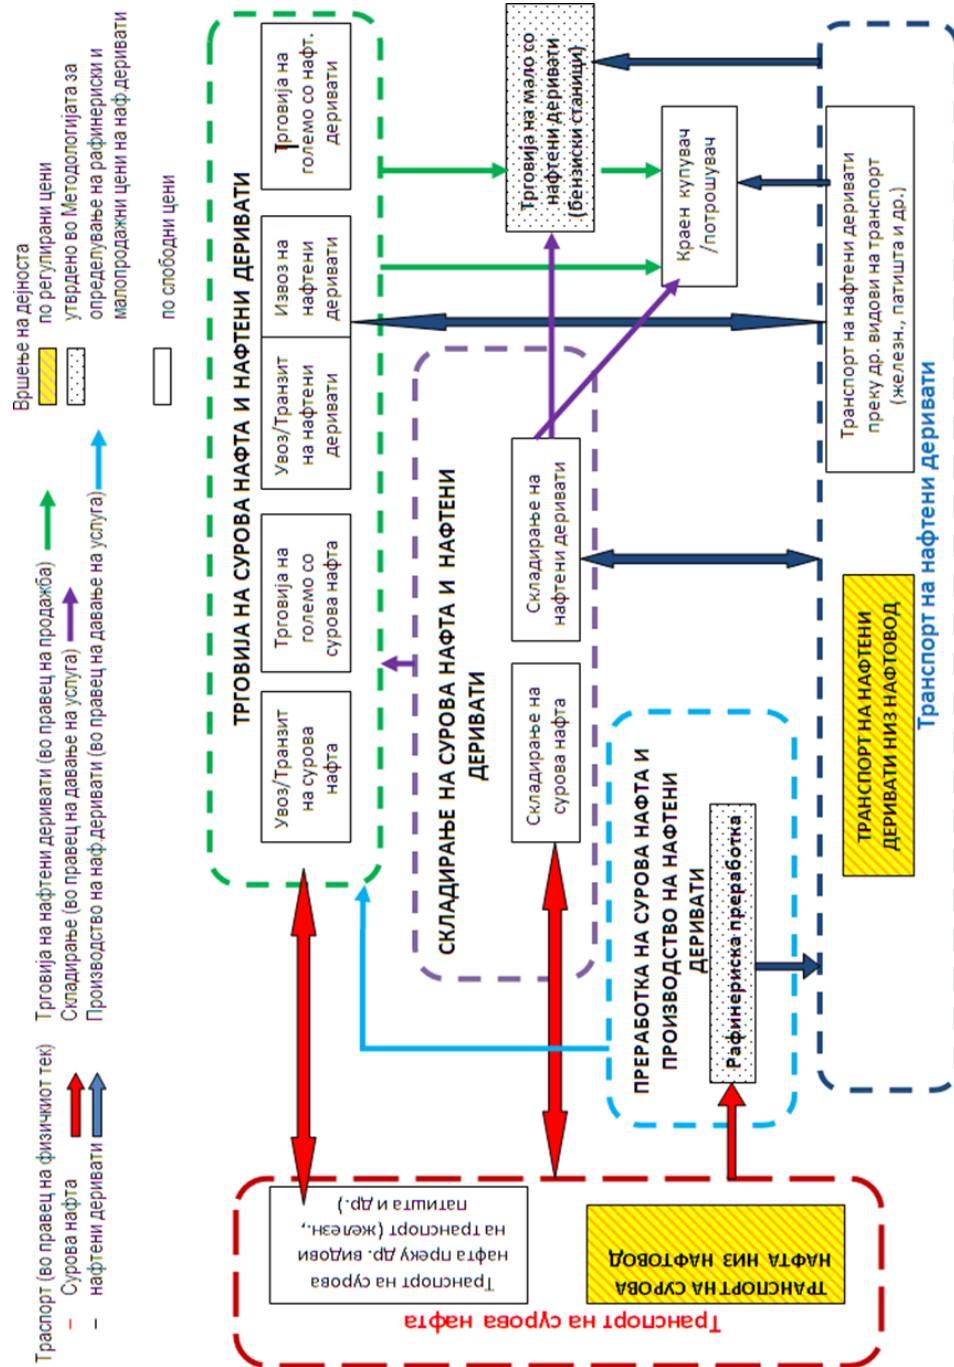 Траспорт (во правец на физичкиот тек)
– Сурова нафта
– нафтени деривати
Трговија на нафтени деривати (во правец на продажба)
Складирање (во правец на давање на услуга)
Производство на наф деривати (во правец на давање на услуга)
Вршење на дејноста
по регулирани цени
утврдено во Методологијата за
определување на рафинериски и
малопродажни цени на наф деривати
по слободни цени
ТРГОВИЈА НА СУРОВА НАФТА И НАФТЕНИ ДЕРИВАТИ
Увоз/Транзит
на сурова
нафта
Трговија на
големо со
сурова нафта
Увоз/Транзит
на нафтени
деривати
Извоз на
нафтени
деривати
Трговија на
големо со нафт.
деривати
СКЛАДИРАЊЕ НА СУРОВА НАФТА И НАФТЕНИ
ДЕРИВАТИ
Складирање на
сурова нафта
Складирање на
нафтени деривати
Трговија на мало со
нафтени деривати
(бензиски станици)
Краен купувач
/потрошувач
ПРЕРАБОТКА НА СУРОВА НАФТА И
ПРОИЗВОДСТВО НА НАФТЕНИ
ДЕРИВАТИ
Рафинериска преработка
Транспорт на сурова нафта
Транспорт на сурова
нафта преку др. видови
на транспорт (железн.,
патишта и др.)
ТРАНСПОРТ НА СУРОВА
НАФТА НИЗ НАФТОВОД
ТРАНСПОРТ НА НАФТЕНИ
ДЕРИВАТИ НИЗ НАФТОВОД
Транспорт на нафтени деривати
преку др. видови на транспорт
(железн., патишта и др.)
Транспорт на нафтени деривати